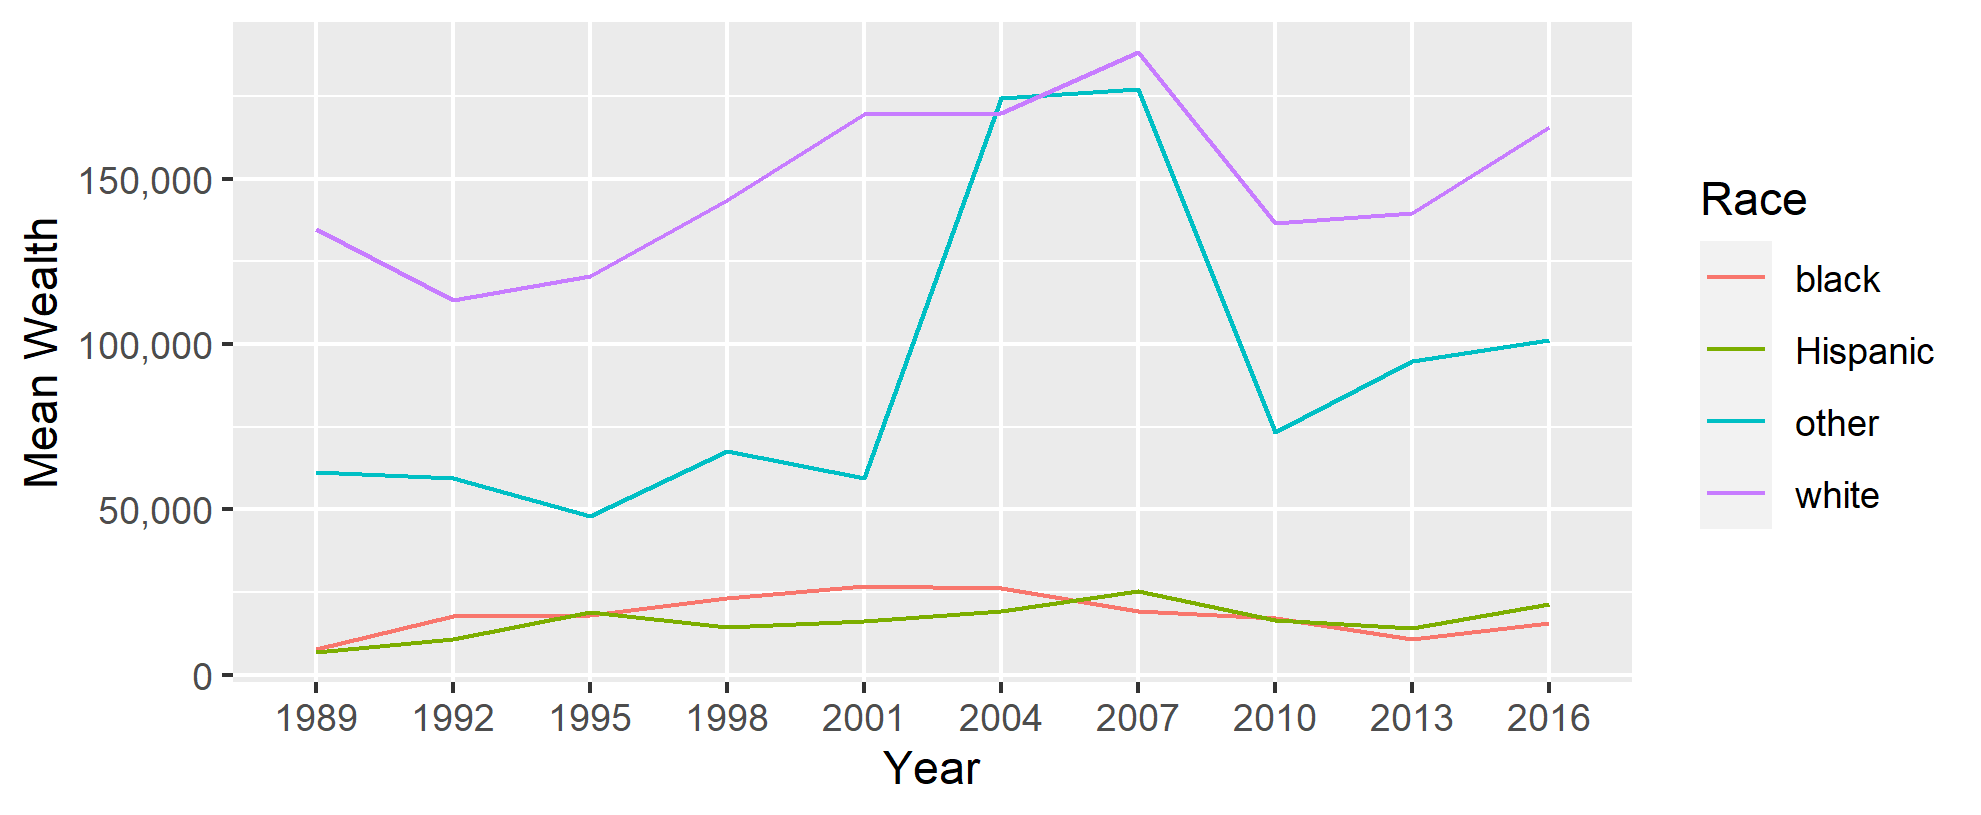 150,000
100,000
50,000
0
Mean Wealth
1989 1992 1995 1998 2001 2004 2007 2010 2013 2016
Year
Race
black
Hispanic
other
white